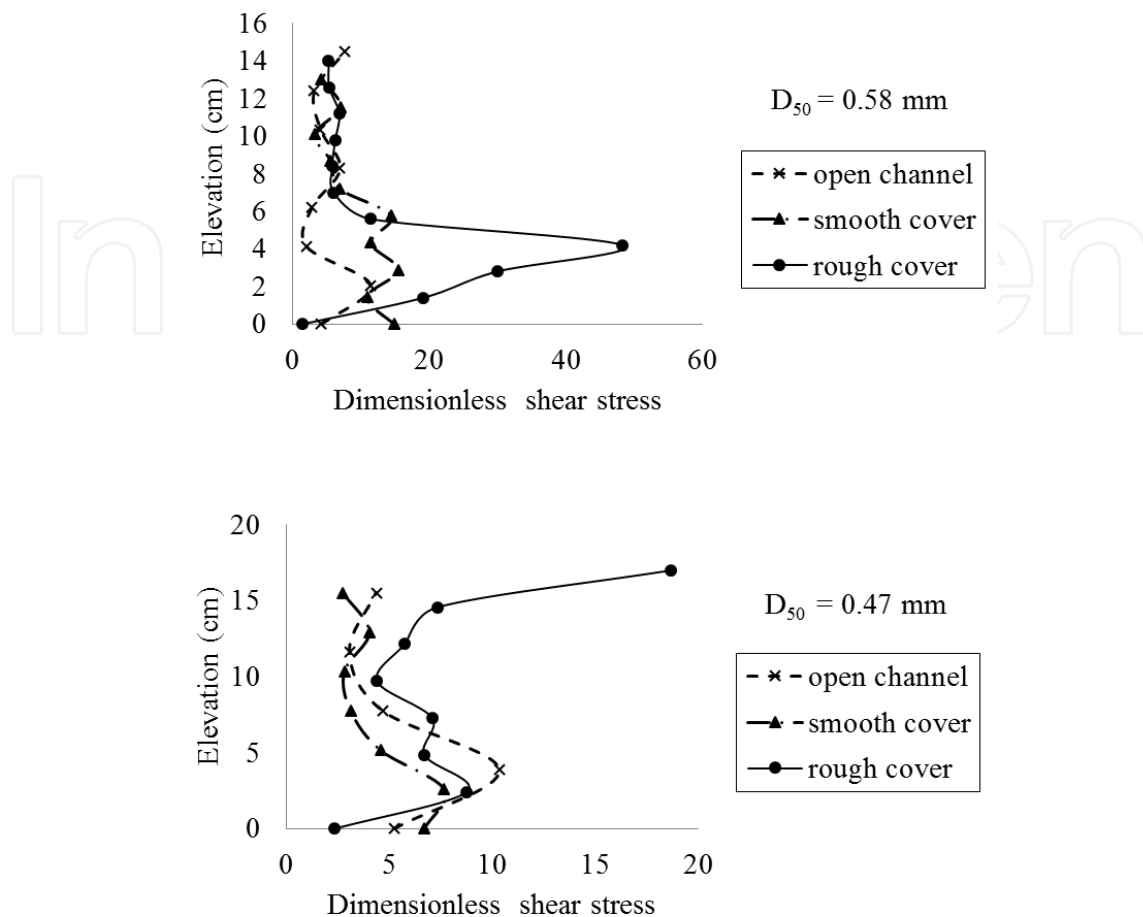 16
14
12
10
8
6
4
2
0
Elevation (cm)
0 20 40 60
Dimensionless shear stress
D50 = 0.58 mm
open channel
smooth cover
rough cover
20
15
10
5
0
Elevation (cm)
0 5 10 15 20
Dimensionless shear stress
D50 = 0.47 mm
open channel
smooth cover
rough cover